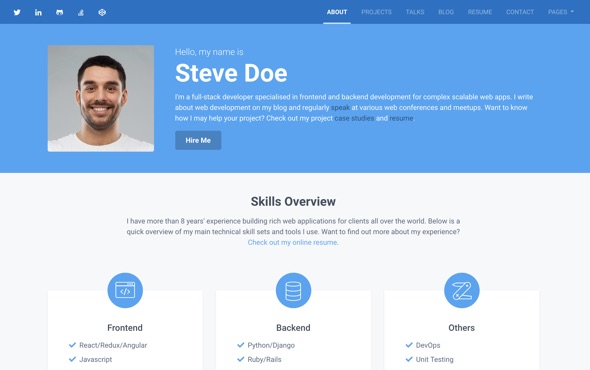 ABOUT PROJECTS TALKS BLOG RESUME CONTACT PAGES
Hello, my name is
Steve Doe
I'm a full-stack developer specialised in frontend and backend development for complex scalable web apps. I write
about web development on my blog and regularly speak at various web conferences and meetups. Want to know
how I may help your project? Check out my project case studies and resume.
Hire Me
Skills Overview
I have more than 8 years' experience building rich web applications for clients all over the world. Below is a
quick overview of my main technical skill sets and tools I use. Want to find out more about my experience?
Check out my online resume.
Frontend
React/Redux/Angular
Javascript
Backend
Python/Django
Ruby/Rails
Others
DevOps
Unit Testing